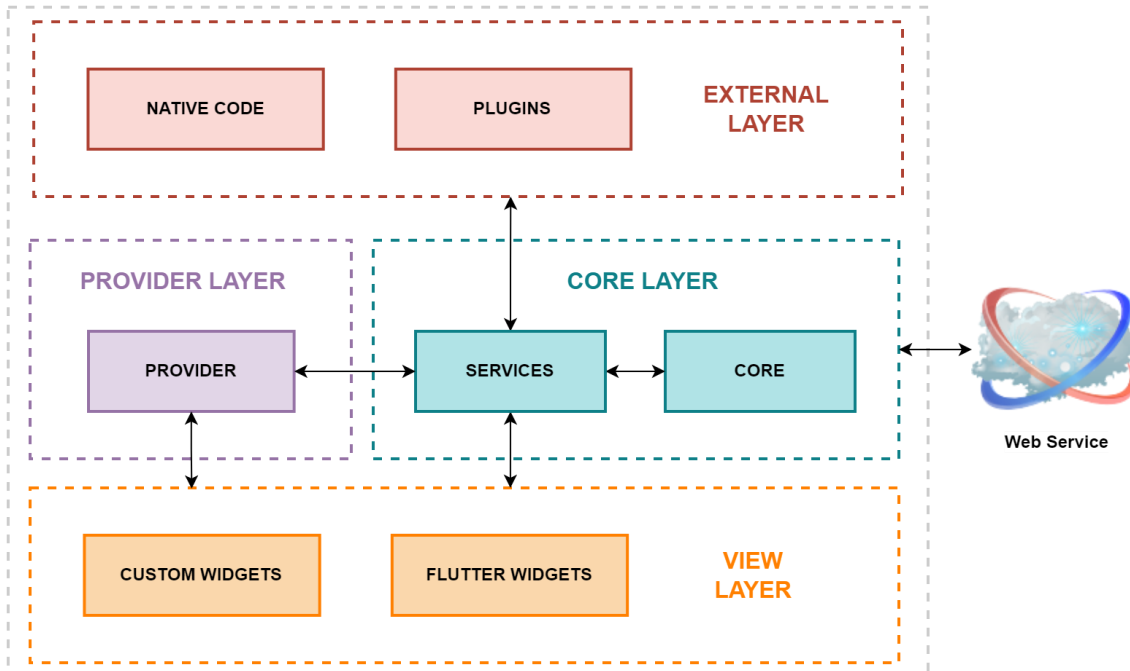 NATIVE CODE
PLUGINS
EXTERNAL
LAYER
PROVIDER LAYER
CORE LAYER
PROVIDER
SERVICES
CORE
Web Service
CUSTOM WIDGETS
FLUTTER WIDGETS
VIEW
LAYER